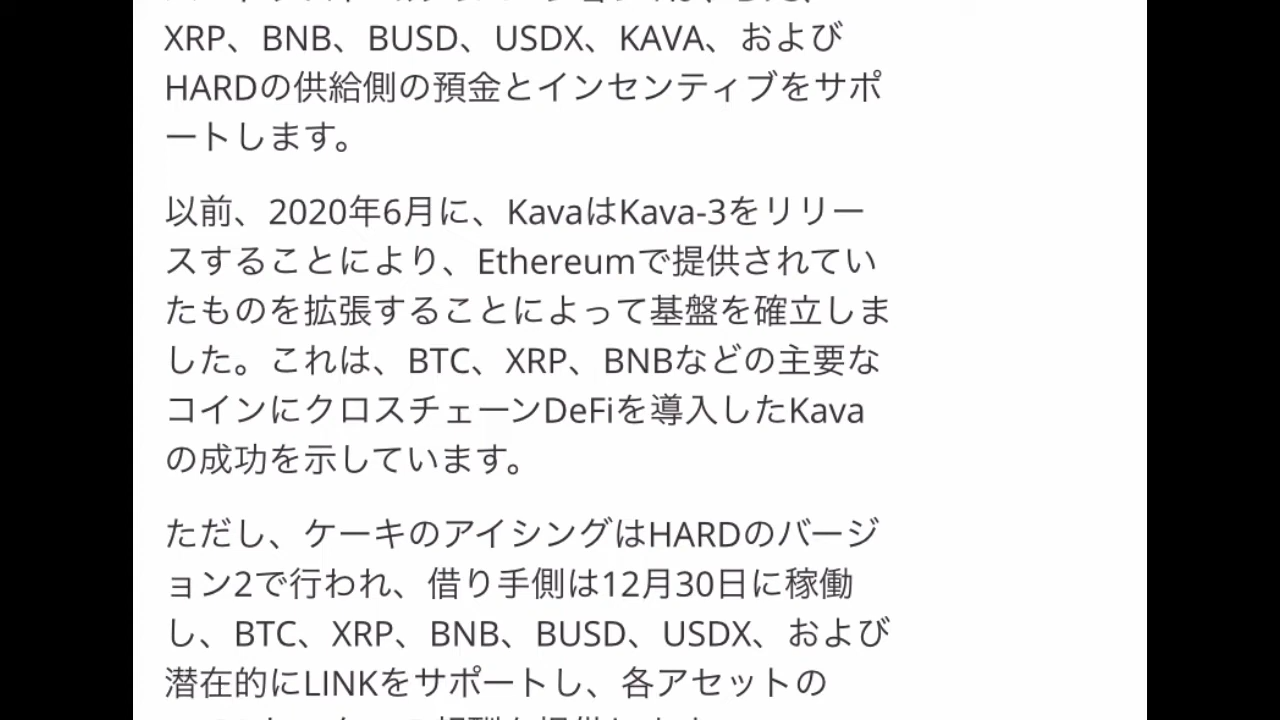 XRP、BNB、BUSD、USDX、KAVA、および
HARDの供給側の預金とインセンティブをサポ
ートします。
以前、2020年6月に、KavaはKava-3をリリー
スすることにより、Ethereumで提供されてい
たものを拡張することによって基盤を確立しま
した。これは、BTC、XRP、BNBなどの主要な
コインにクロスチェーンDeFiを導入したKava
の成功を示しています。
ただし、ケーキのアイシングはHARDのバージ
ョン2で行われ、借り手側は12月30日に稼働
し、BTC、XRP、BNB、BUSD、USDX、および
潜在的にLINKをサポートし、各アセットの